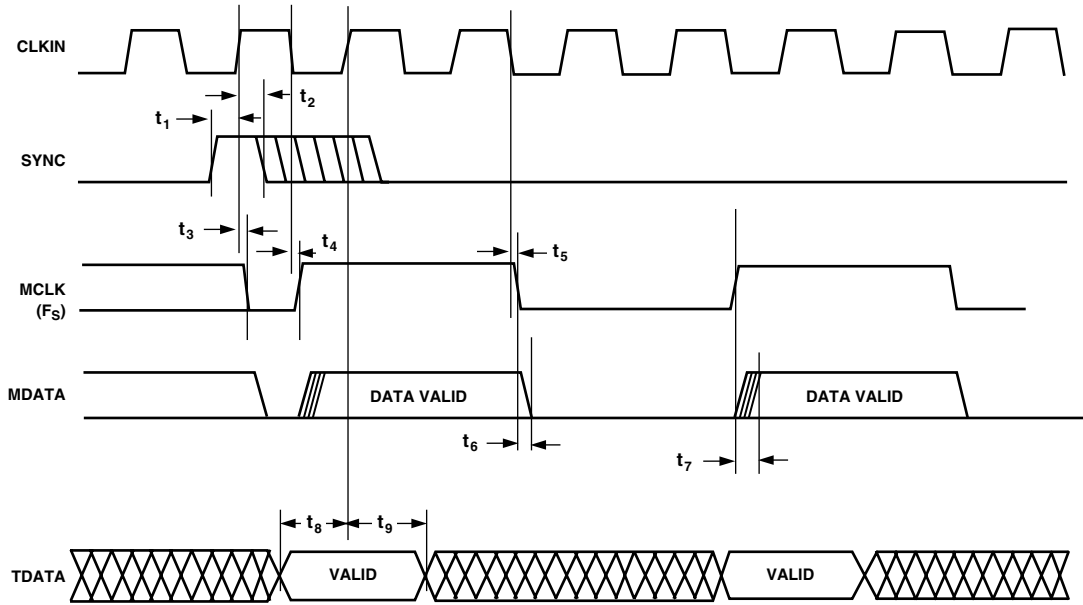 CLKIN
t2
t1
SYNC
t3
t4
t5
MCLK
(FS)
MDATA
DATA VALID
DATA VALID
t6
t7
t8
t9
TDATA
VALID
VALID